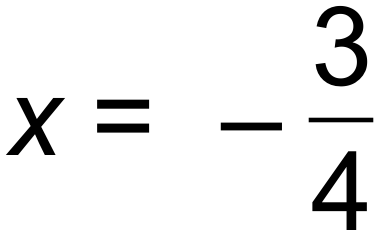 x = - 3/4